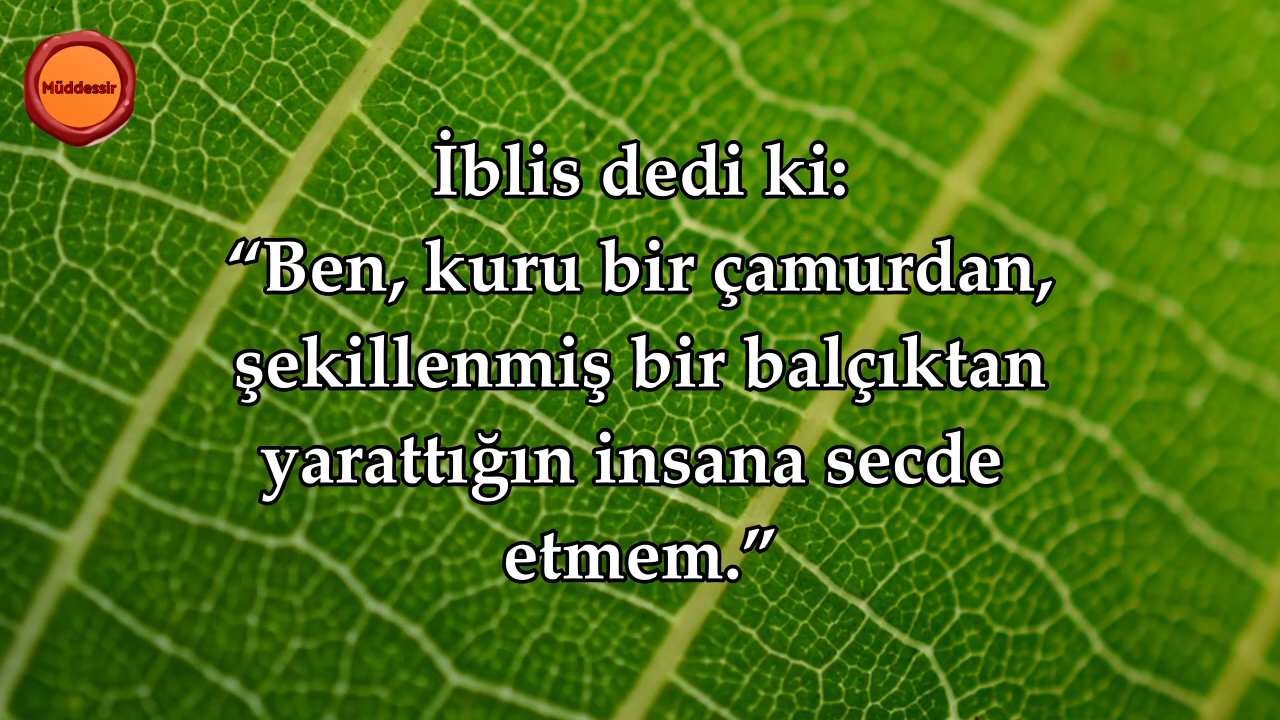 Müddessir
İblis dedi ki:
“Ben, kuru bir çamurdan,
şekillenmiş bir balçıktan
yarattığın insana secde
etmem.”